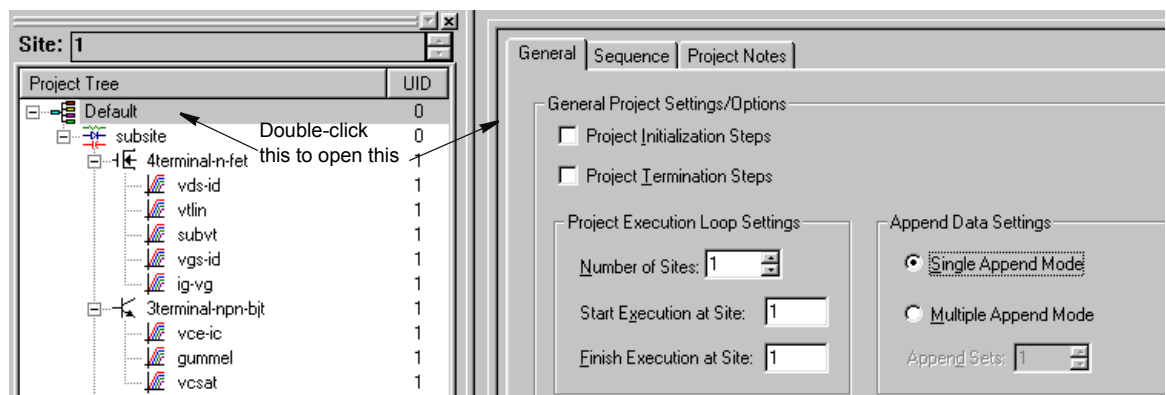 Site: 1
Project Tree UID
Default 0
subsite 0
4terminal-n-fet 1
vds-id 1
vtlin 1
subvt 1
vgs-id 1
ig-vg 1
3terminal-npn-bjt 1
vce-ic 1
gummel 1
vcsat 1
Double-click
this to open this
General Sequence Project Notes
General Project Settings/Options
Project Initialization Steps
Project Termination Steps
Project Execution Loop Settings
Number of Sites: 1
Start Execution at Site: 1
Finish Execution at Site: 1
Append Data Settings
Single Append Mode
Multiple Append Mode
Append Sets: 1